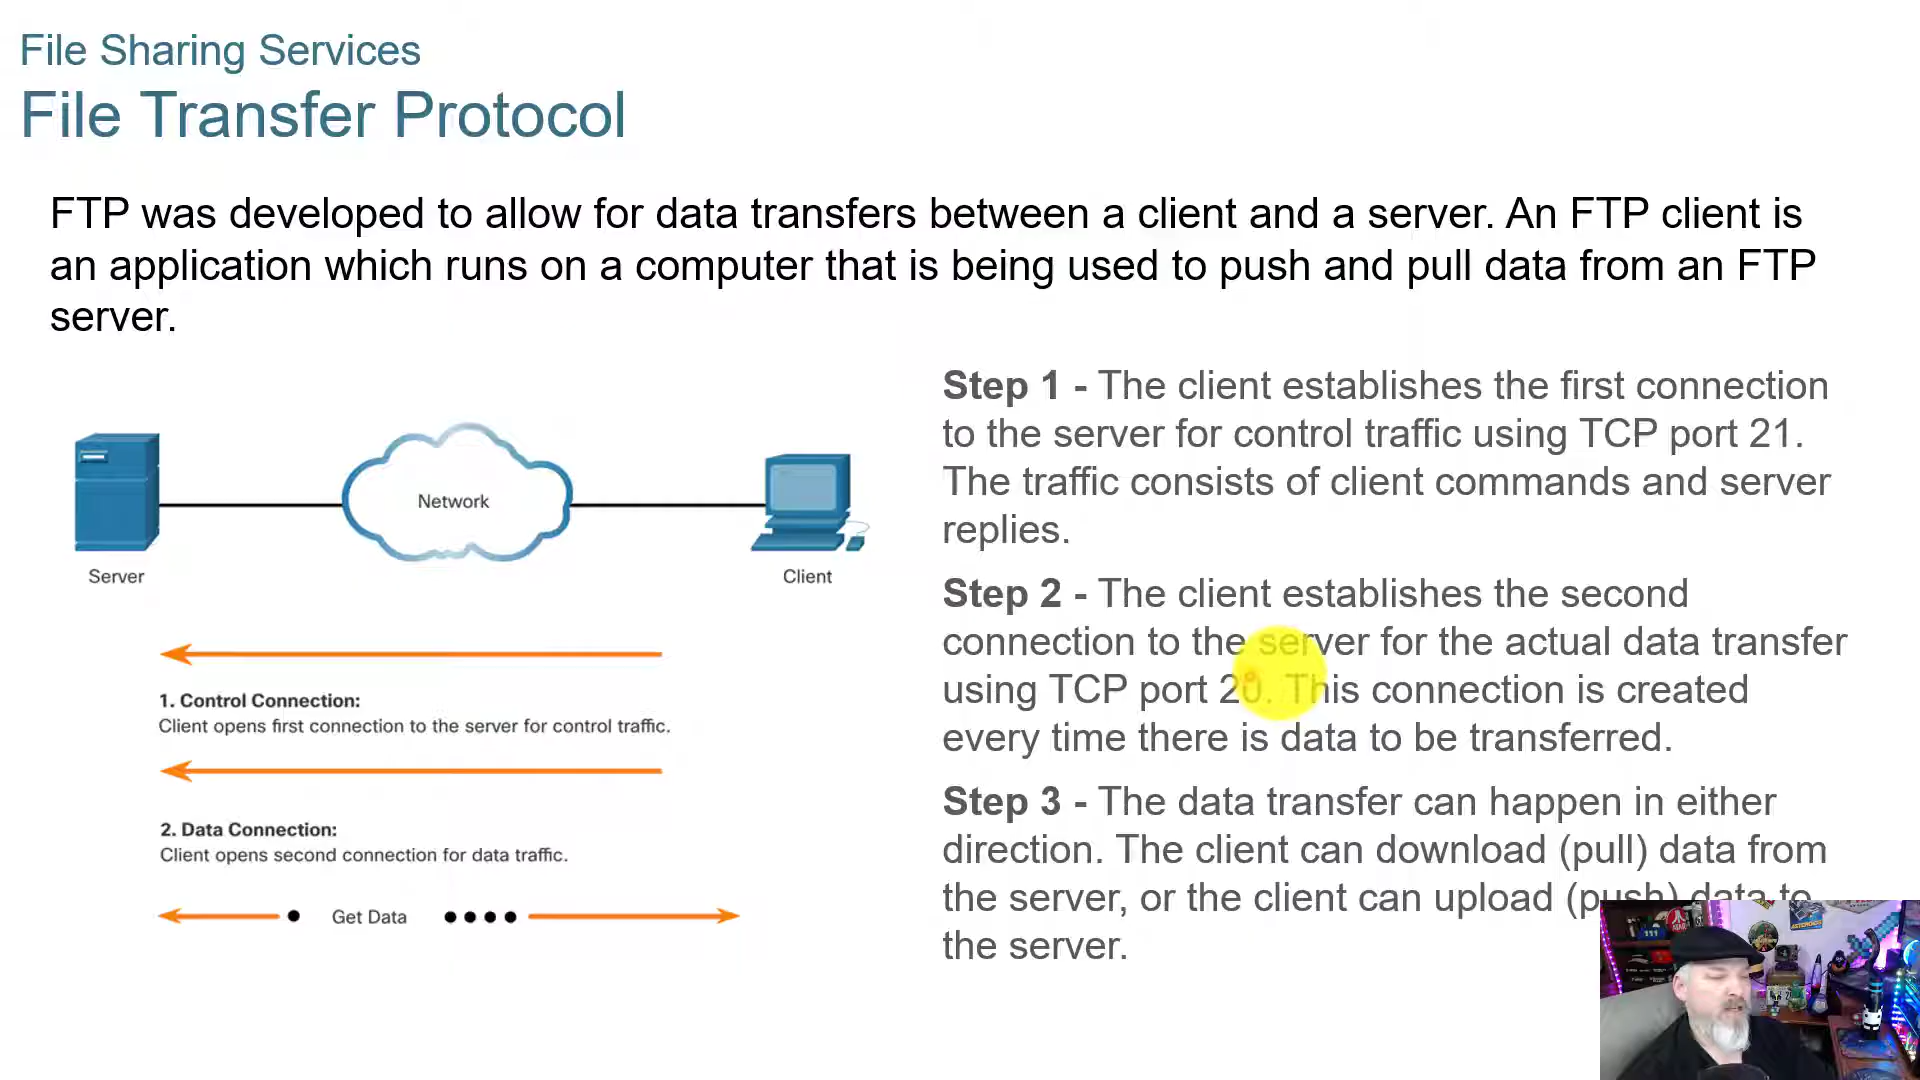 File Sharing Services
File Transfer Protocol
FTP was developed to allow for data transfers between a client and a server. An FTP client is
an application which runs on a computer that is being used to push and pull data from an FTP
server.
Server
Network
Client
1. Control Connection:
Client opens first connection to the server for control traffic.
2. Data Connection:
Client opens second connection for data traffic.
Get Data
Step 1 - The client establishes the first connection
to the server for control traffic using TCP port 21.
The traffic consists of client commands and server
replies.
Step 2 - The client establishes the second
connection to the server for the actual data transfer
using TCP port 20. This connection is created
every time there is data to be transferred.
Step 3 - The data transfer can happen in either
direction. The client can download (pull) data from
the server, or the client can upload (push) data to
the server.